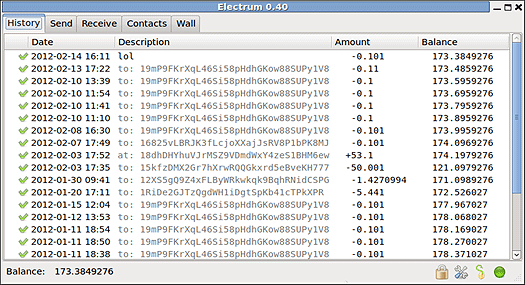 Electrum 0.40
History Send Receive Contacts Wall
Date Description Amount Balance
2012-02-14 16:11 lol -0.101 173.3849276
2012-02-13 17:22 to: 19mP9FKrXqL46Si58pHdhGKow88SUPy1V8 -0.11 173.4859276
2012-02-10 13:39 to: 19mP9FKrXqL46Si58pHdhGKow88SUPy1V8 -0.1 173.5959276
2012-02-10 11:54 to: 19mP9FKrXqL46Si58pHdhGKow88SUPy1V8 -0.1 173.6959276
2012-02-10 11:41 to: 19mP9FKrXqL46Si58pHdhGKow88SUPy1V8 -0.1 173.7959276
2012-02-10 11:10 to: 19mP9FKrXqL46Si58pHdhGKow88SUPy1V8 -0.1 173.8959276
2012-02-08 16:30 to: 19mP9FKrXqL46Si58pHdhGKow88SUPy1V8 -0.101 173.9959276
2012-02-07 17:49 to: 16825vLBRJK3fLcjoXXajJsRV8P1bPK8MJ -0.101 174.0969276
2012-02-03 17:52 at: 18dhDHYhuVJrMSZ9VDmdWxY4zeS1BHM6ew +53.1 174.1979276
2012-02-03 17:35 to: 15kfzDMX2Gr7hXrwRQQGkxrd5eBveKH777 -50.001 121.0979276
2012-01-30 09:41 to: 12XS5gQ9Z4xFLByWRkwkqk9BqhRNidCSPG -1.4270994 171.0989276
2012-01-20 17:11 to: 1RiDe2GJTzQgdWH1iDgtSpKb41cTPkXPR -5.441 172.526027
2012-01-15 12:04 to: 19mP9FKrXqL46Si58pHdhGKow88SUPy1V8 -0.101 177.967027
2012-01-12 13:53 to: 19mP9FKrXqL46Si58pHdhGKow88SUPy1V8 -0.101 178.068027
2012-01-11 18:54 to: 19mP9FKrXqL46Si58pHdhGKow88SUPy1V8 -0.101 178.169027
2012-01-11 18:50 to: 19mP9FKrXqL46Si58pHdhGKow88SUPy1V8 -0.101 178.270027
2012-01-11 18:38 to: 19mP9FKrXqL46Si58pHdhGKow88SUPy1V8 -0.101 178.371027
Balance: 173.3849276